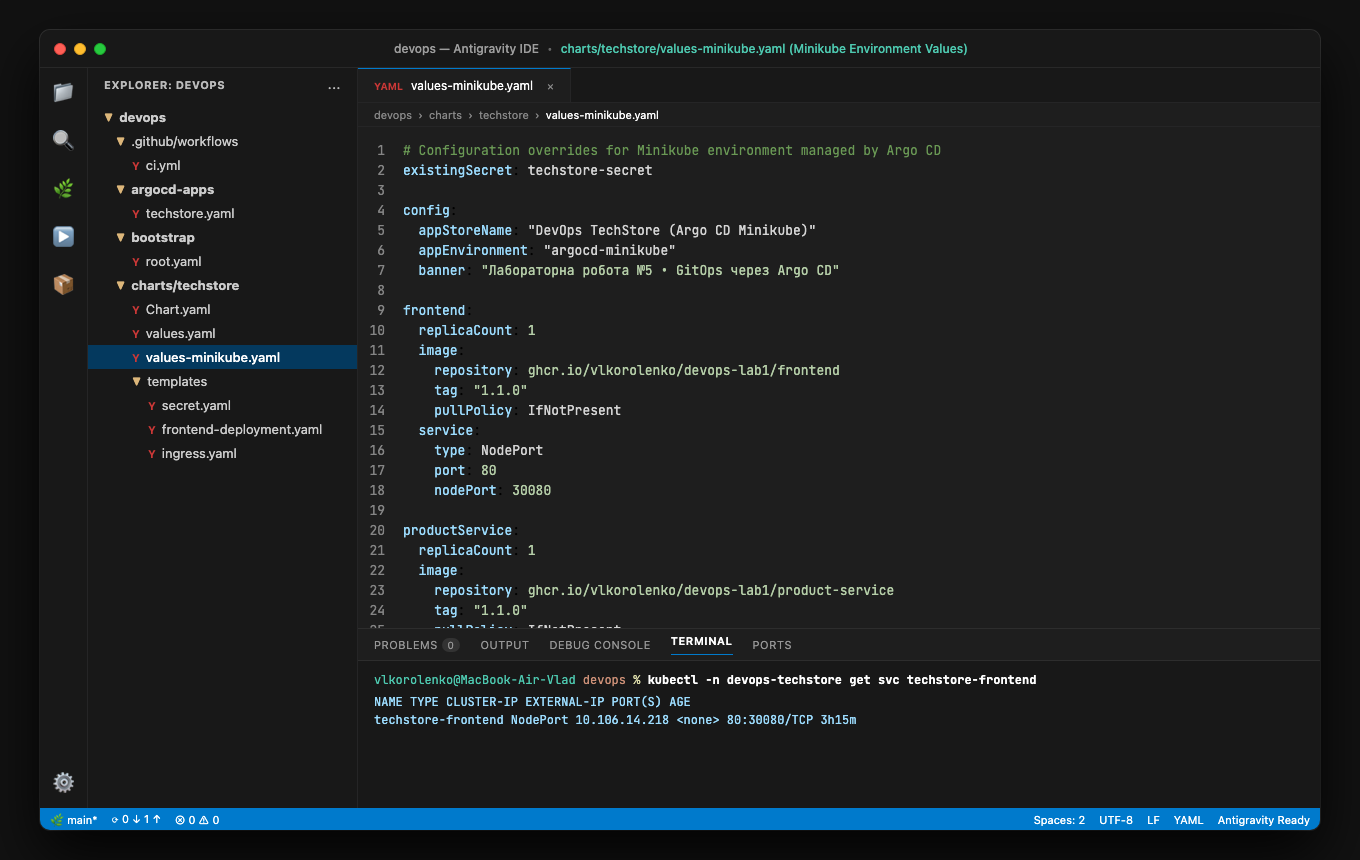 devops — Antigravity IDE • charts/techstore/values-minikube.yaml (Minikube Environment Values)
EXPLORER: DEVOPS ...
▼ devops
▼ .github/workflows
Y ci.yml
▼ argocd-apps
Y techstore.yaml
▼ bootstrap
Y root.yaml
▼ charts/techstore
Y Chart.yaml
Y values.yaml
Y values-minikube.yaml
▼ templates
Y secret.yaml
Y frontend-deployment.yaml
Y ingress.yaml
YAML values-minikube.yaml ×
devops › charts › techstore › values-minikube.yaml
1 # Configuration overrides for Minikube environment managed by Argo CD
2 existingSecret: techstore-secret
3
4 config:
5 appStoreName: "DevOps TechStore (Argo CD Minikube)"
6 appEnvironment: "argocd-minikube"
7 banner: "Лабораторна робота №5 • GitOps через Argo CD"
8
9 frontend:
10 replicaCount: 1
11 image:
12 repository: ghcr.io/vlkorolenko/devops-lab1/frontend
13 tag: "1.1.0"
14 pullPolicy: IfNotPresent
15 service:
16 type: NodePort
17 port: 80
18 nodePort: 30080
19
20 productService:
21 replicaCount: 1
22 image:
23 repository: ghcr.io/vlkorolenko/devops-lab1/product-service
24 tag: "1.1.0"
25 pullPolicy: IfNotPresent
PROBLEMS 0 OUTPUT DEBUG CONSOLE TERMINAL PORTS
vlkorolenko@MacBook-Air-Vlad devops % kubectl -n devops-techstore get svc techstore-frontend
NAME TYPE CLUSTER-IP EXTERNAL-IP PORT(S) AGE
techstore-frontend NodePort 10.106.14.218 <none> 80:30080/TCP 3h15m
main* 0 ↓ 1 ↑ 0 ⚠ 0 Spaces: 2 UTF-8 LF YAML Antigravity Ready